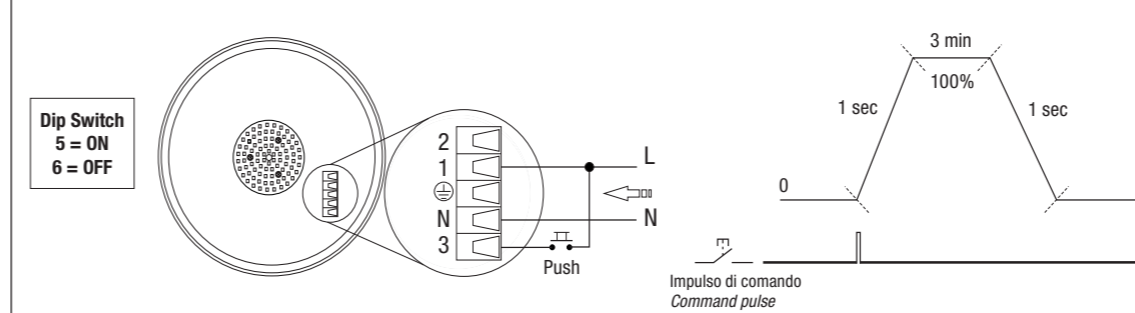 Dip Switch
5 = ON
6 = OFF
2
1
N
3
L
N
Push
3 min
100%
1 sec
1 sec
0
Impulso di comando
Command pulse